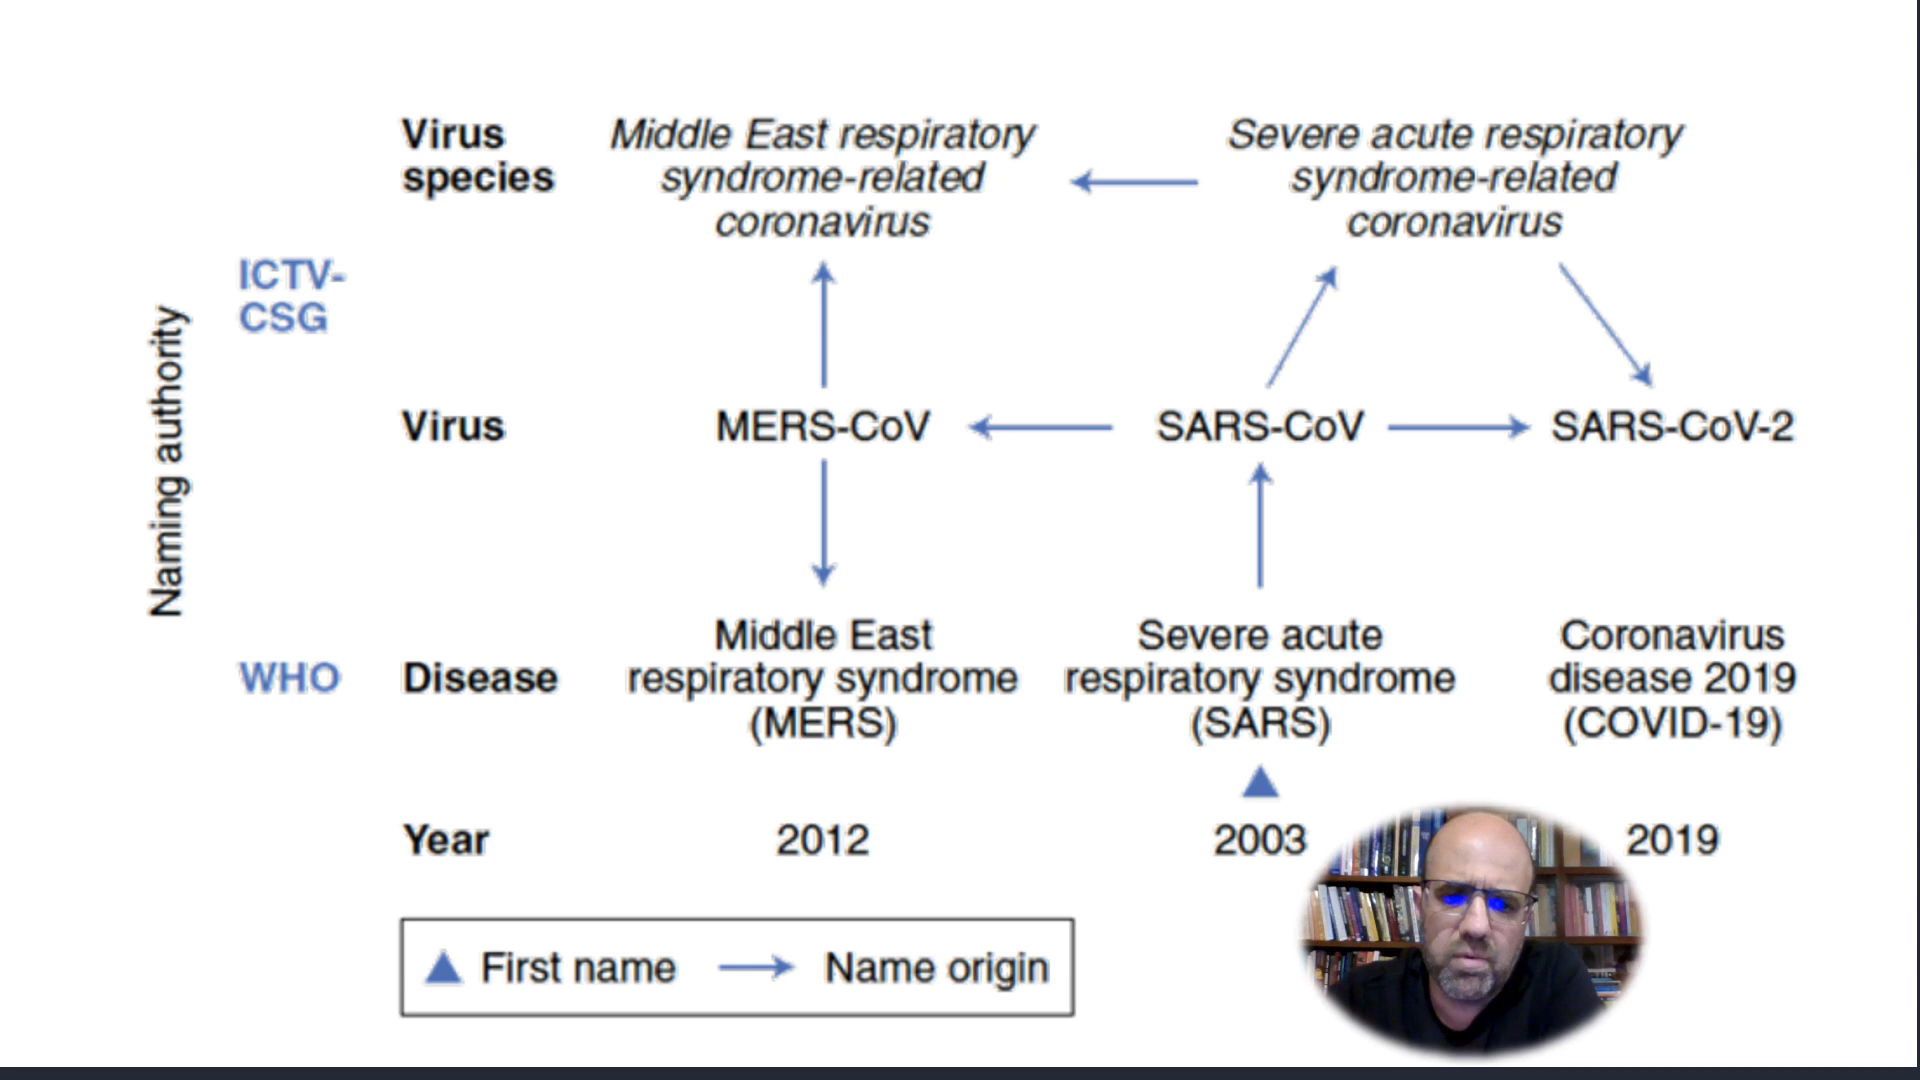 Virus
species
Middle East respiratory
syndrome-related
coronavirus
Severe acute respiratory
syndrome-related
coronavirus
Naming authority
ICTV-
CSG
Virus
MERS-CoV
SARS-CoV
SARS-CoV-2
WHO
Disease
Middle East
respiratory syndrome
(MERS)
Severe acute
respiratory syndrome
(SARS)
Coronavirus
disease 2019
(COVID-19)
Year
2012
2003
2019
First name
Name origin